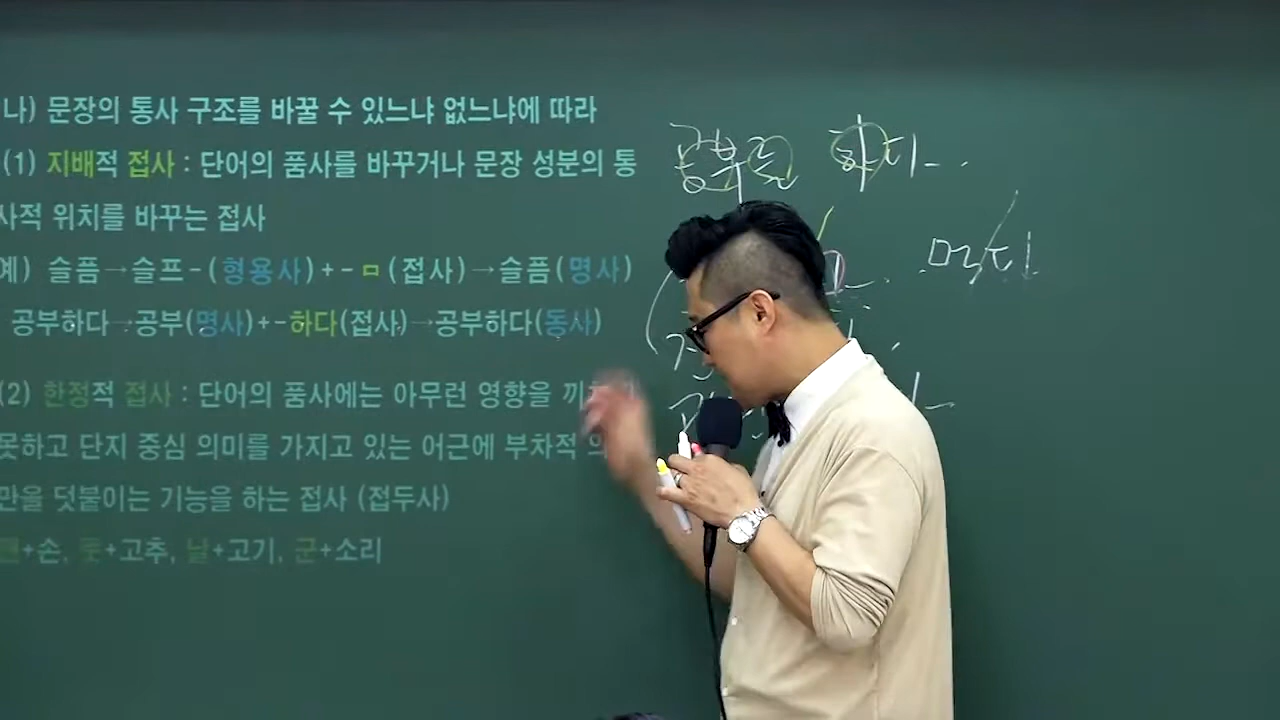 나) 문장의 통사 구조를 바꿀 수 있느냐 없느냐에 따라
(1) 지배적 접사 : 단어의 품사를 바꾸거나 문장 성분의 통
사적 위치를 바꾸는 접사
예) 슬픔→슬프-(형용사)+-ㅁ(접사)→슬픔(명사)
공부하다→공부(명사)+-하다(접사)→공부하다(동사)
(2) 한정적 접사 : 단어의 품사에는 아무런 영향을
못하고 단지 중심 의미를 가지고 있는 어근에 부차적
만을 덧붙이는 기능을 하는 접사 (접두사)
+손, 풋+고추, 날+고기, 군+소리
공부를 하다